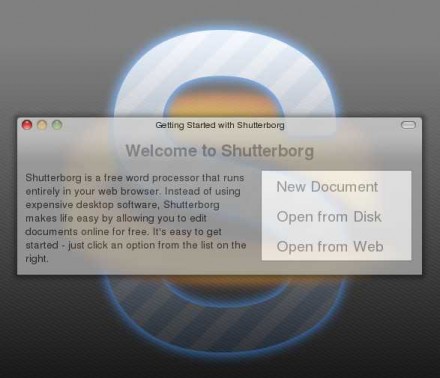 Getting Started with Shutterborg
Welcome to Shutterborg
Shutterborg is a free word processor that runs
entirely in your web browser. Instead of using
expensive desktop software, Shutterborg
makes life easy by allowing you to edit
documents online for free. It's easy to get
started - just click an option from the list on the
right.
New Document
Open from Disk
Open from Web